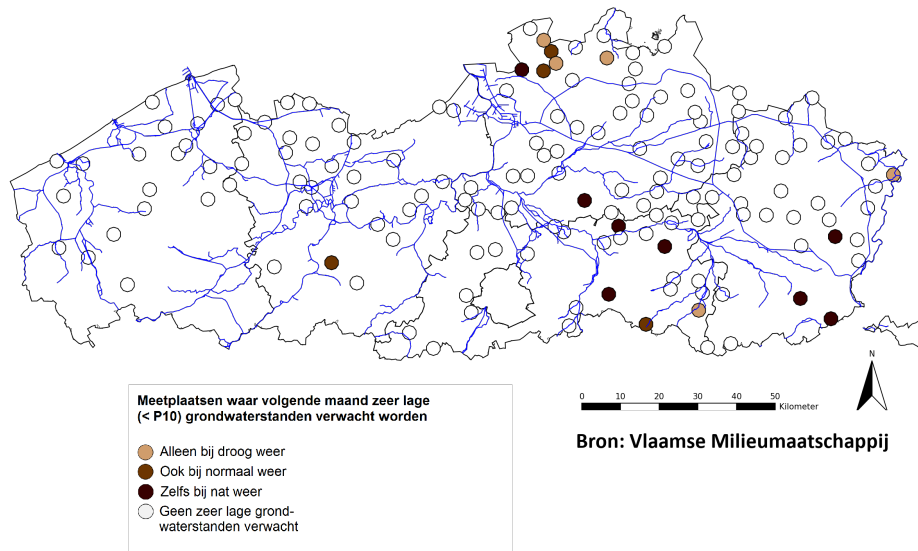 N
0 10 20 30 40 50 Kilometer
Bron: Vlaamse Milieumaatschappij
Meetplaatsen waar volgende maand zeer lage
(< P10) grondwaterstanden verwacht worden
Alleen bij droog weer
Ook bij normaal weer
Zelfs bij nat weer
Geen zeer lage grond-
waterstanden verwacht